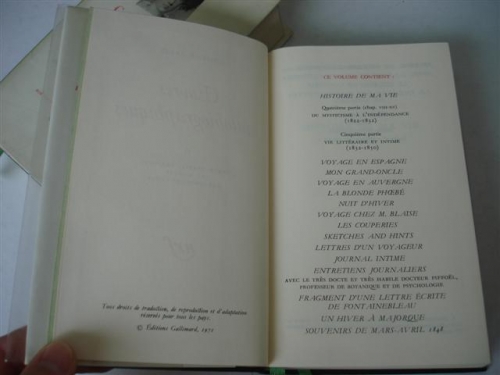 Tous droits de traduction, de reproduction et d'adaptation
réservés pour tous les pays.
© Éditions Gallimard, 1971
CE VOLUME CONTIENT :
HISTOIRE DE MA VIE
Quatrième partie
DU MYSTICISME À L'INDÉPENDANCE
(1822-1832)
Cinquième partie
VIE LITTÉRAIRE ET INTIME
(1832-1850)
VOYAGE EN ESPAGNE
MON GRAND-ONCLE
VOYAGE EN AUVERGNE
LA BLONDE PHŒBÉ
NUIT D'HIVER
VOYAGE CHEZ M. BLAISE
LES COUPERIES
SKETCHES AND HINTS
LETTRES D'UN VOYAGEUR
JOURNAL INTIME
ENTRETIENS JOURNALIERS
AVEC LE TRÈS DOCTE ET TRÈS HABILE DOCTEUR PIFFOËL,
PROFESSEUR DE BOTANIQUE ET DE PSYCHOLOGIE
FRAGMENT D'UNE LETTRE ÉCRITE
DE FONTAINEBLEAU
UN HIVER À MAJORQUE
SOUVENIRS DE MARS-AVRIL 1848